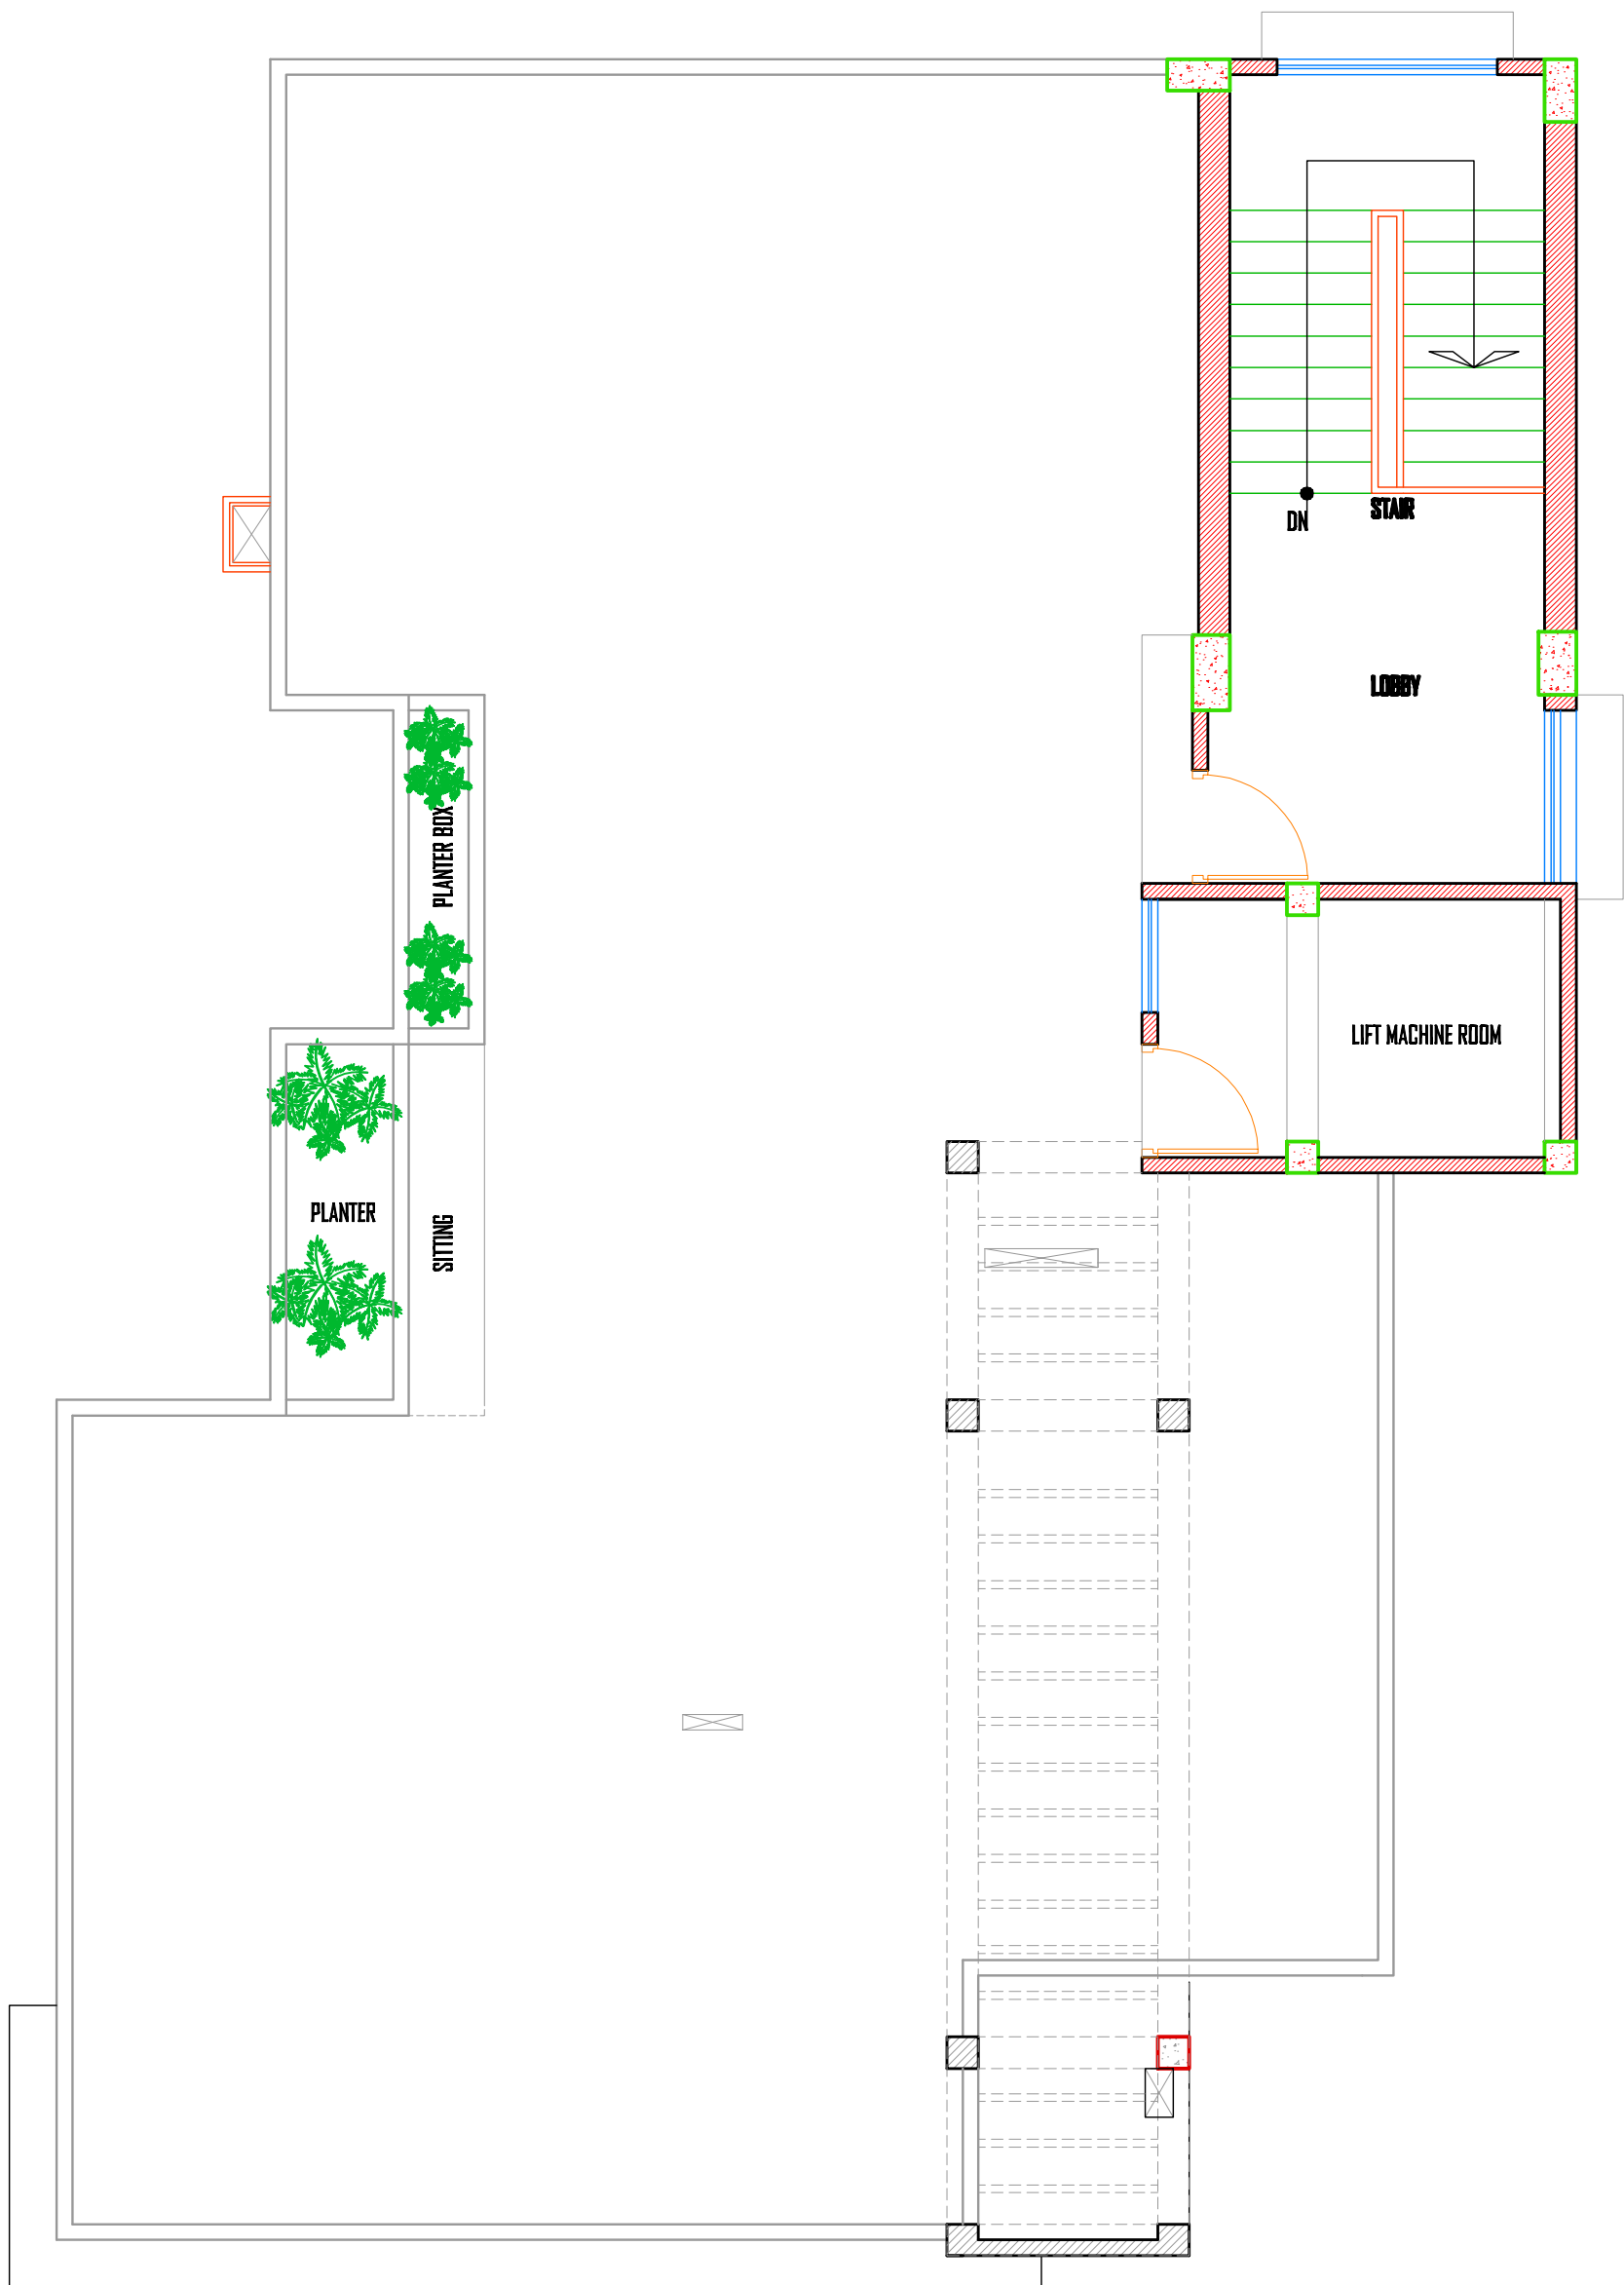 STAIR
DN
LOBBY
PLANTER BOX
LIFT MACHINE ROOM
PLANTER
SITTING